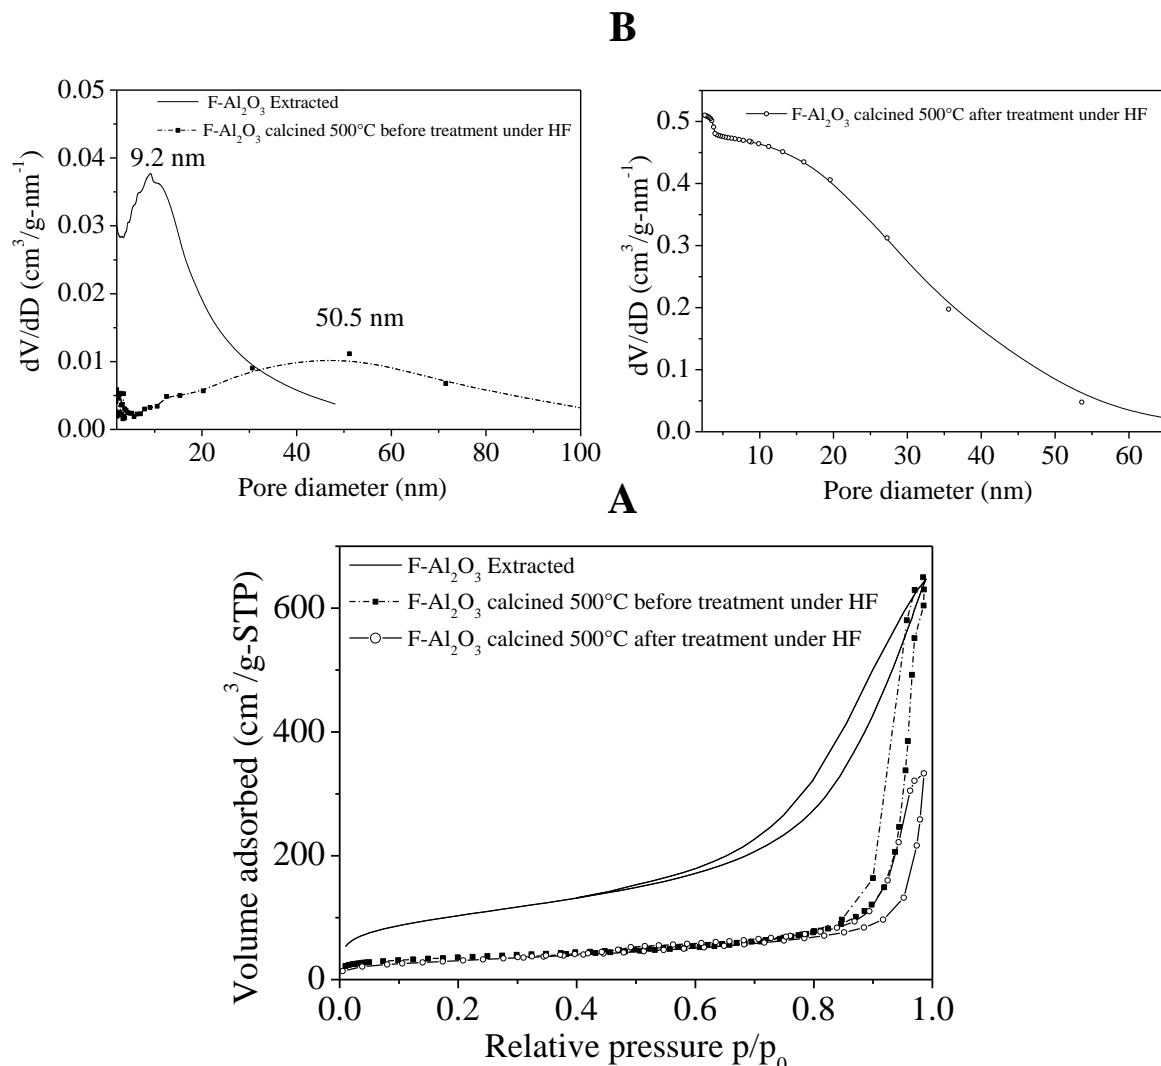 B
0.05
0.04
0.03
0.02
0.01
0.00
dV/dD (cm³/g-nm⁻¹)
F-Al₂O₃ Extracted
F-Al₂O₃ calcined 500°C before treatment under HF
9.2 nm
50.5 nm
20 40 60 80 100
Pore diameter (nm)
0.5
0.4
0.3
0.2
0.1
0.0
dV/dD (cm³/g-nm⁻¹)
F-Al₂O₃ calcined 500°C after treatment under HF
10 20 30 40 50 60
Pore diameter (nm)
A
600
400
200
0
Volume adsorbed (cm³/g-STP)
F-Al₂O₃ Extracted
F-Al₂O₃ calcined 500°C before treatment under HF
F-Al₂O₃ calcined 500°C after treatment under HF
0.0 0.2 0.4 0.6 0.8 1.0
Relative pressure p/p₀